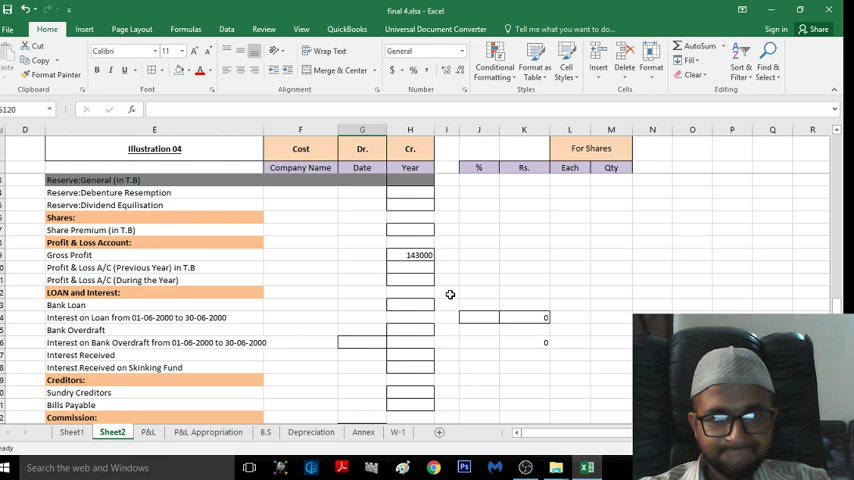 final 4.xlsx - Excel
File Home Insert Page Layout Formulas Data Review View QuickBooks Universal Document Converter Tell me what you want to do... Sign in Share
Cut Calibri 11 Wrap Text General AutoSum
Copy Fill
Format Painter Merge & Center Conditional Formatting Format as Table Cell Styles Insert Delete Format Clear Sort & Filter Find & Select
Clipboard Font Alignment Number Styles Cells Editing
G120
D E F G H I J K L M N O P Q R
Illustration 04 Cost Dr. Cr. For Shares
Company Name Date Year % Rs. Each Qty
Reserve:General (in T.B)
Reserve:Debenture Resemption
Reserve:Dividend Equilisation
Shares:
Share Premium (in T.B)
Profit & Loss Account:
Gross Profit 143000
Profit & Loss A/C (Previous Year) in T.B
Profit & Loss A/C (During the Year)
LOAN and Interest:
Bank Loan
Interest on Loan from 01-06-2000 to 30-06-2000 0
Bank Overdraft
Interest on Bank Overdraft from 01-06-2000 to 30-06-2000 0
Interest Received
Interest Received on Skinking Fund
Creditors:
Sundry Creditors
Bills Payable
Commission:
Sheet1 Sheet2 P&L P&L Appropriation B.S Depreciation Annex W-1
Search the web and Windows